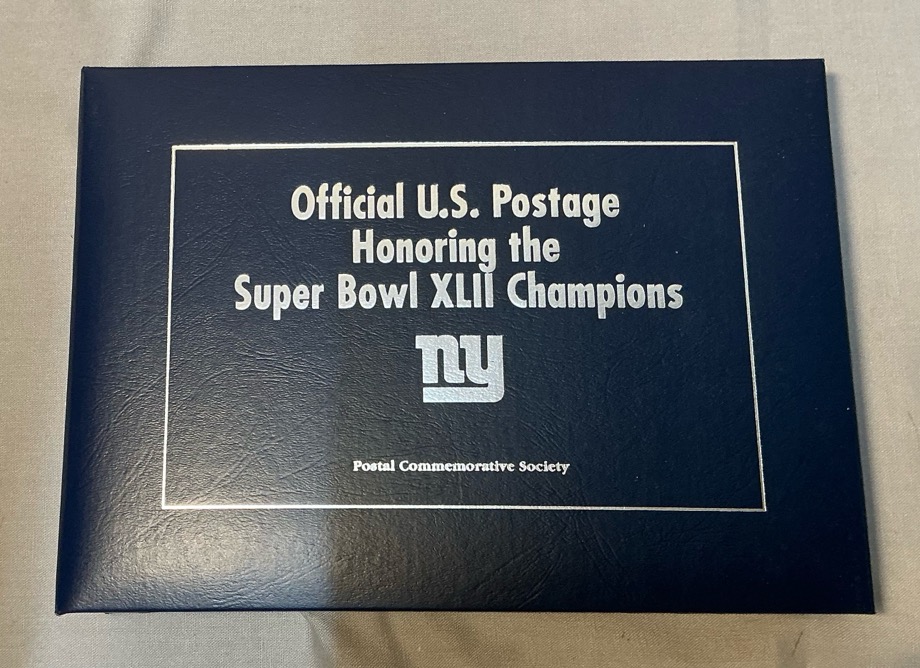 Official U.S. Postage
Honoring the
Super Bowl XLII Champions
ny
Postal Commemorative Society